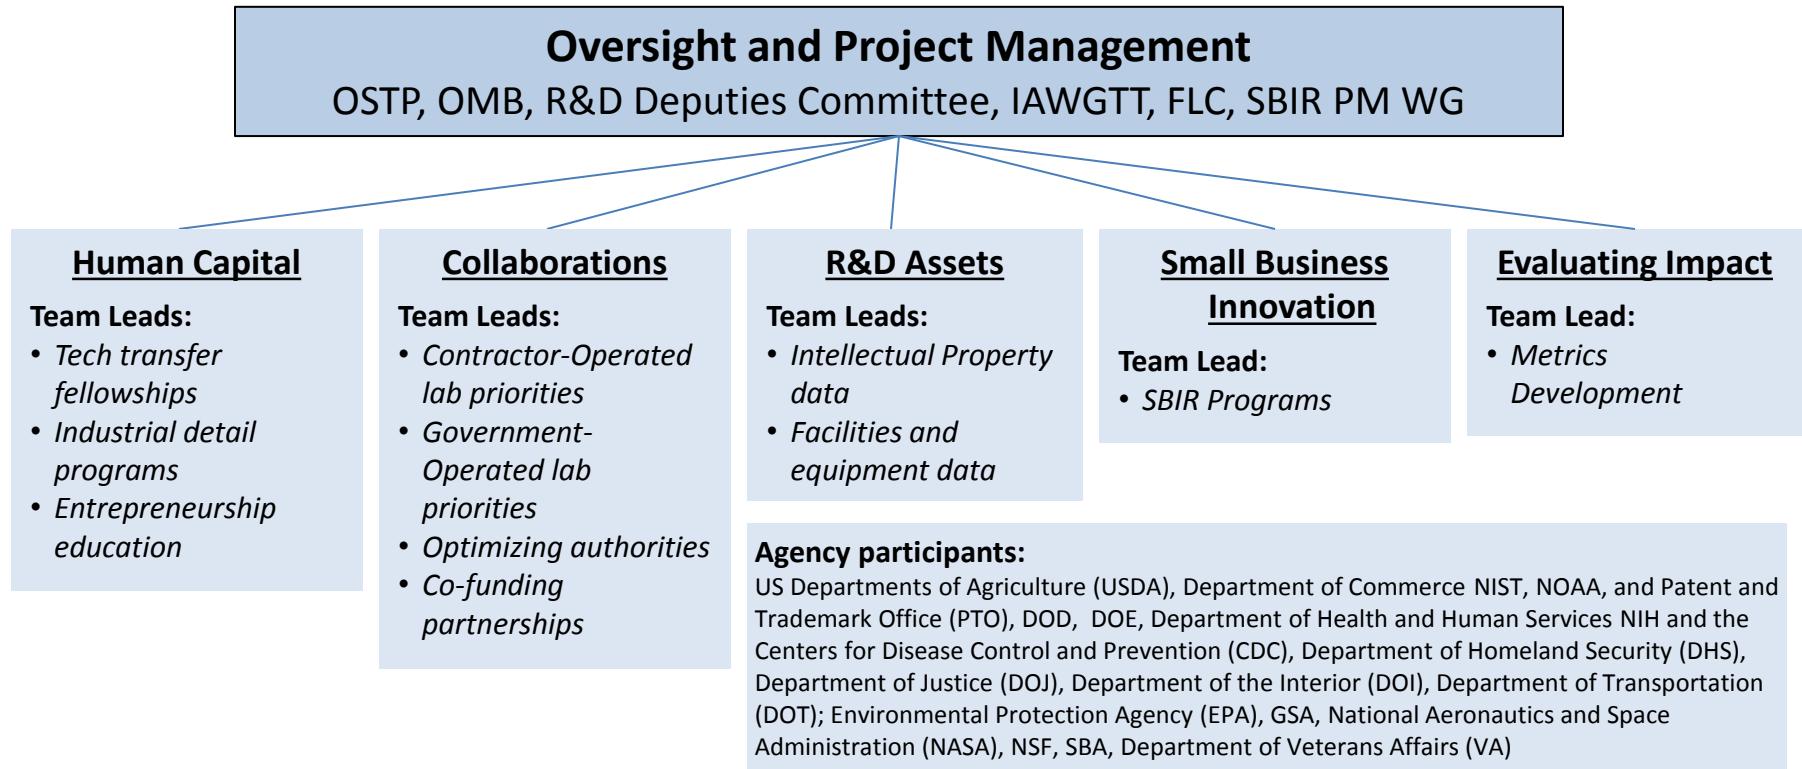 Oversight and Project Management
OSTP, OMB, R&D Deputies Committee, IAWGTT, FLC, SBIR PM WG
Human Capital
Team Leads:
• Tech transfer
fellowships
• Industrial detail
programs
• Entrepreneurship
education
Collaborations
Team Leads:
• Contractor-Operated
lab priorities
• Government-
Operated lab
priorities
• Optimizing authorities
• Co-funding
partnerships
R&D Assets
Team Leads:
• Intellectual Property
data
• Facilities and
equipment data
Small Business
Innovation
Team Lead:
• SBIR Programs
Evaluating Impact
Team Lead:
• Metrics
Development
Agency participants:
US Departments of Agriculture (USDA), Department of Commerce NIST, NOAA, and Patent and
Trademark Office (PTO), DOD, DOE, Department of Health and Human Services NIH and the
Centers for Disease Control and Prevention (CDC), Department of Homeland Security (DHS),
Department of Justice (DOJ), Department of the Interior (DOI), Department of Transportation
(DOT); Environmental Protection Agency (EPA), GSA, National Aeronautics and Space
Administration (NASA), NSF, SBA, Department of Veterans Affairs (VA)